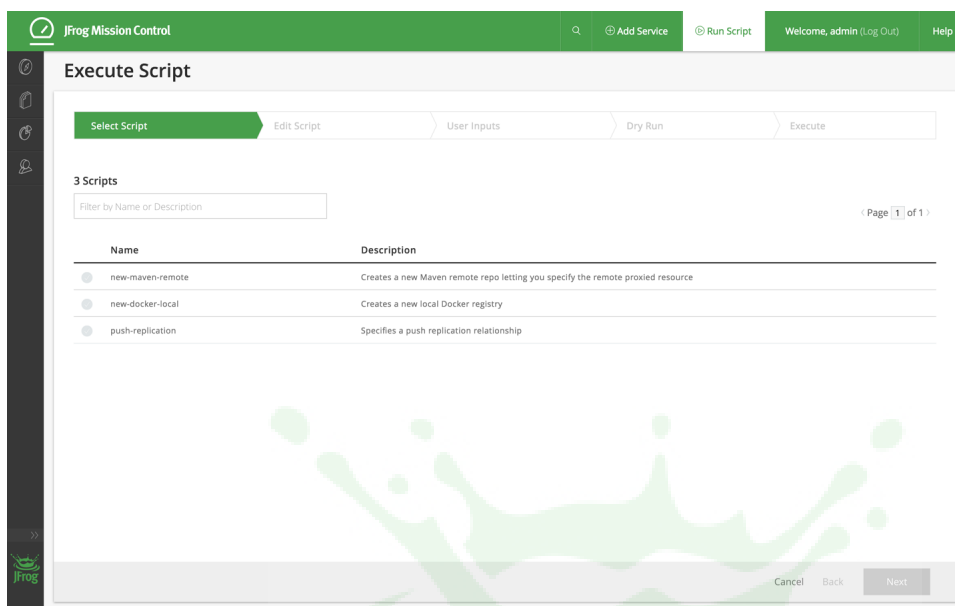 JFrog Mission Control
Add Service
Run Script
Welcome, admin (Log Out)
Help
Execute Script
Select Script
Edit Script
User Inputs
Dry Run
Execute
3 Scripts
Filter by Name or Description
Page 1 of 1
Name Description
new-maven-remote Creates a new Maven remote repo letting you specify the remote proxied resource
new-docker-local Creates a new local Docker registry
push-replication Specifies a push replication relationship
JFrog
Cancel Back Next